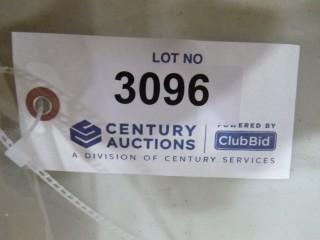 LOT NO
3096
CENTURY AUCTIONS
POWERED BY
ClubBid
A DIVISION OF CENTURY SERVICES